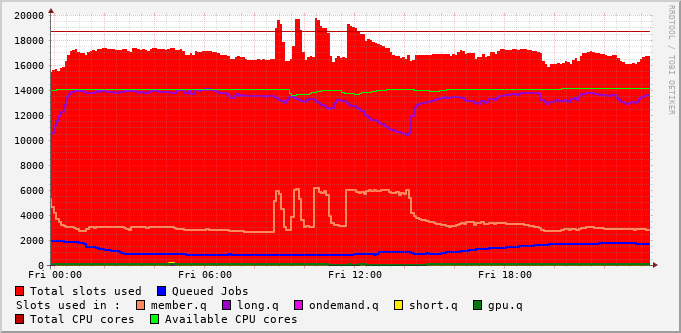 RRDTOOL / TOBI OETIKER
20000
18000
16000
14000
12000
10000
8000
6000
4000
2000
0
Fri 00:00 Fri 06:00 Fri 12:00 Fri 18:00
Total slots used Queued Jobs
Slots used in : member.q long.q ondemand.q short.q gpu.q
Total CPU cores Available CPU cores